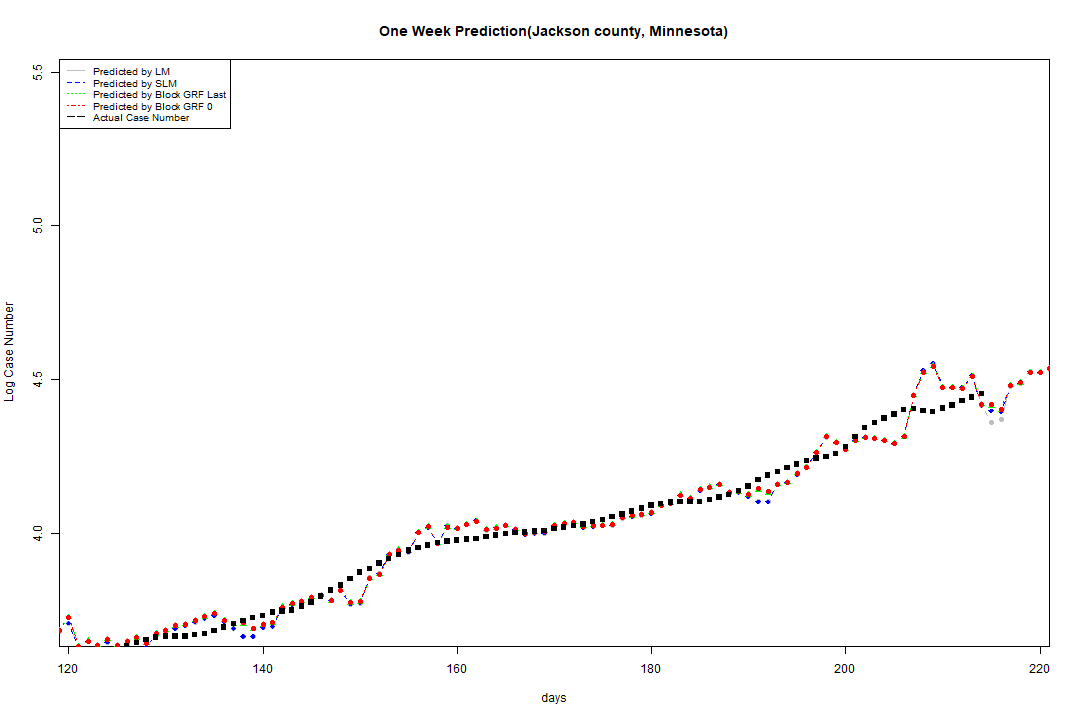 One Week Prediction(Jackson county, Minnesota)
Predicted by LM
Predicted by SLM
Predicted by Block GRF Last
Predicted by Block GRF 0
Actual Case Number
5.5
5.0
4.5
4.0
Log Case Number
120 140 160 180 200 220
days